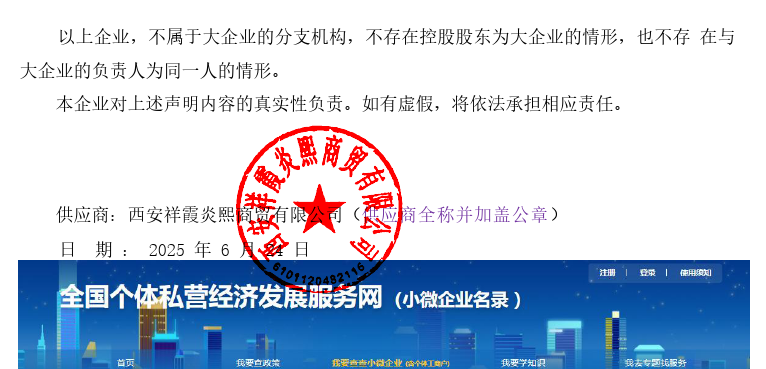 以上企业，不属于大企业的分支机构，不存在控股股东为大企业的情形，也不存 在与
大企业的负责人为同一人的情形。
本企业对上述声明内容的真实性负责。如有虚假，将依法承担相应责任。
西安祥霞炎熙商贸有限公司
供应商：西安祥霞炎熙商贸有限公司（供应商全称并加盖公章）
日 期： 2025 年 6 月 24 日
6101120482116
注册 | 登录 | 使用须知
全国个体私营经济发展服务网（小微企业名录）
首页 我要查政策 我要查查小微企业（含个体工商户） 我要学知识 我去专题找服务